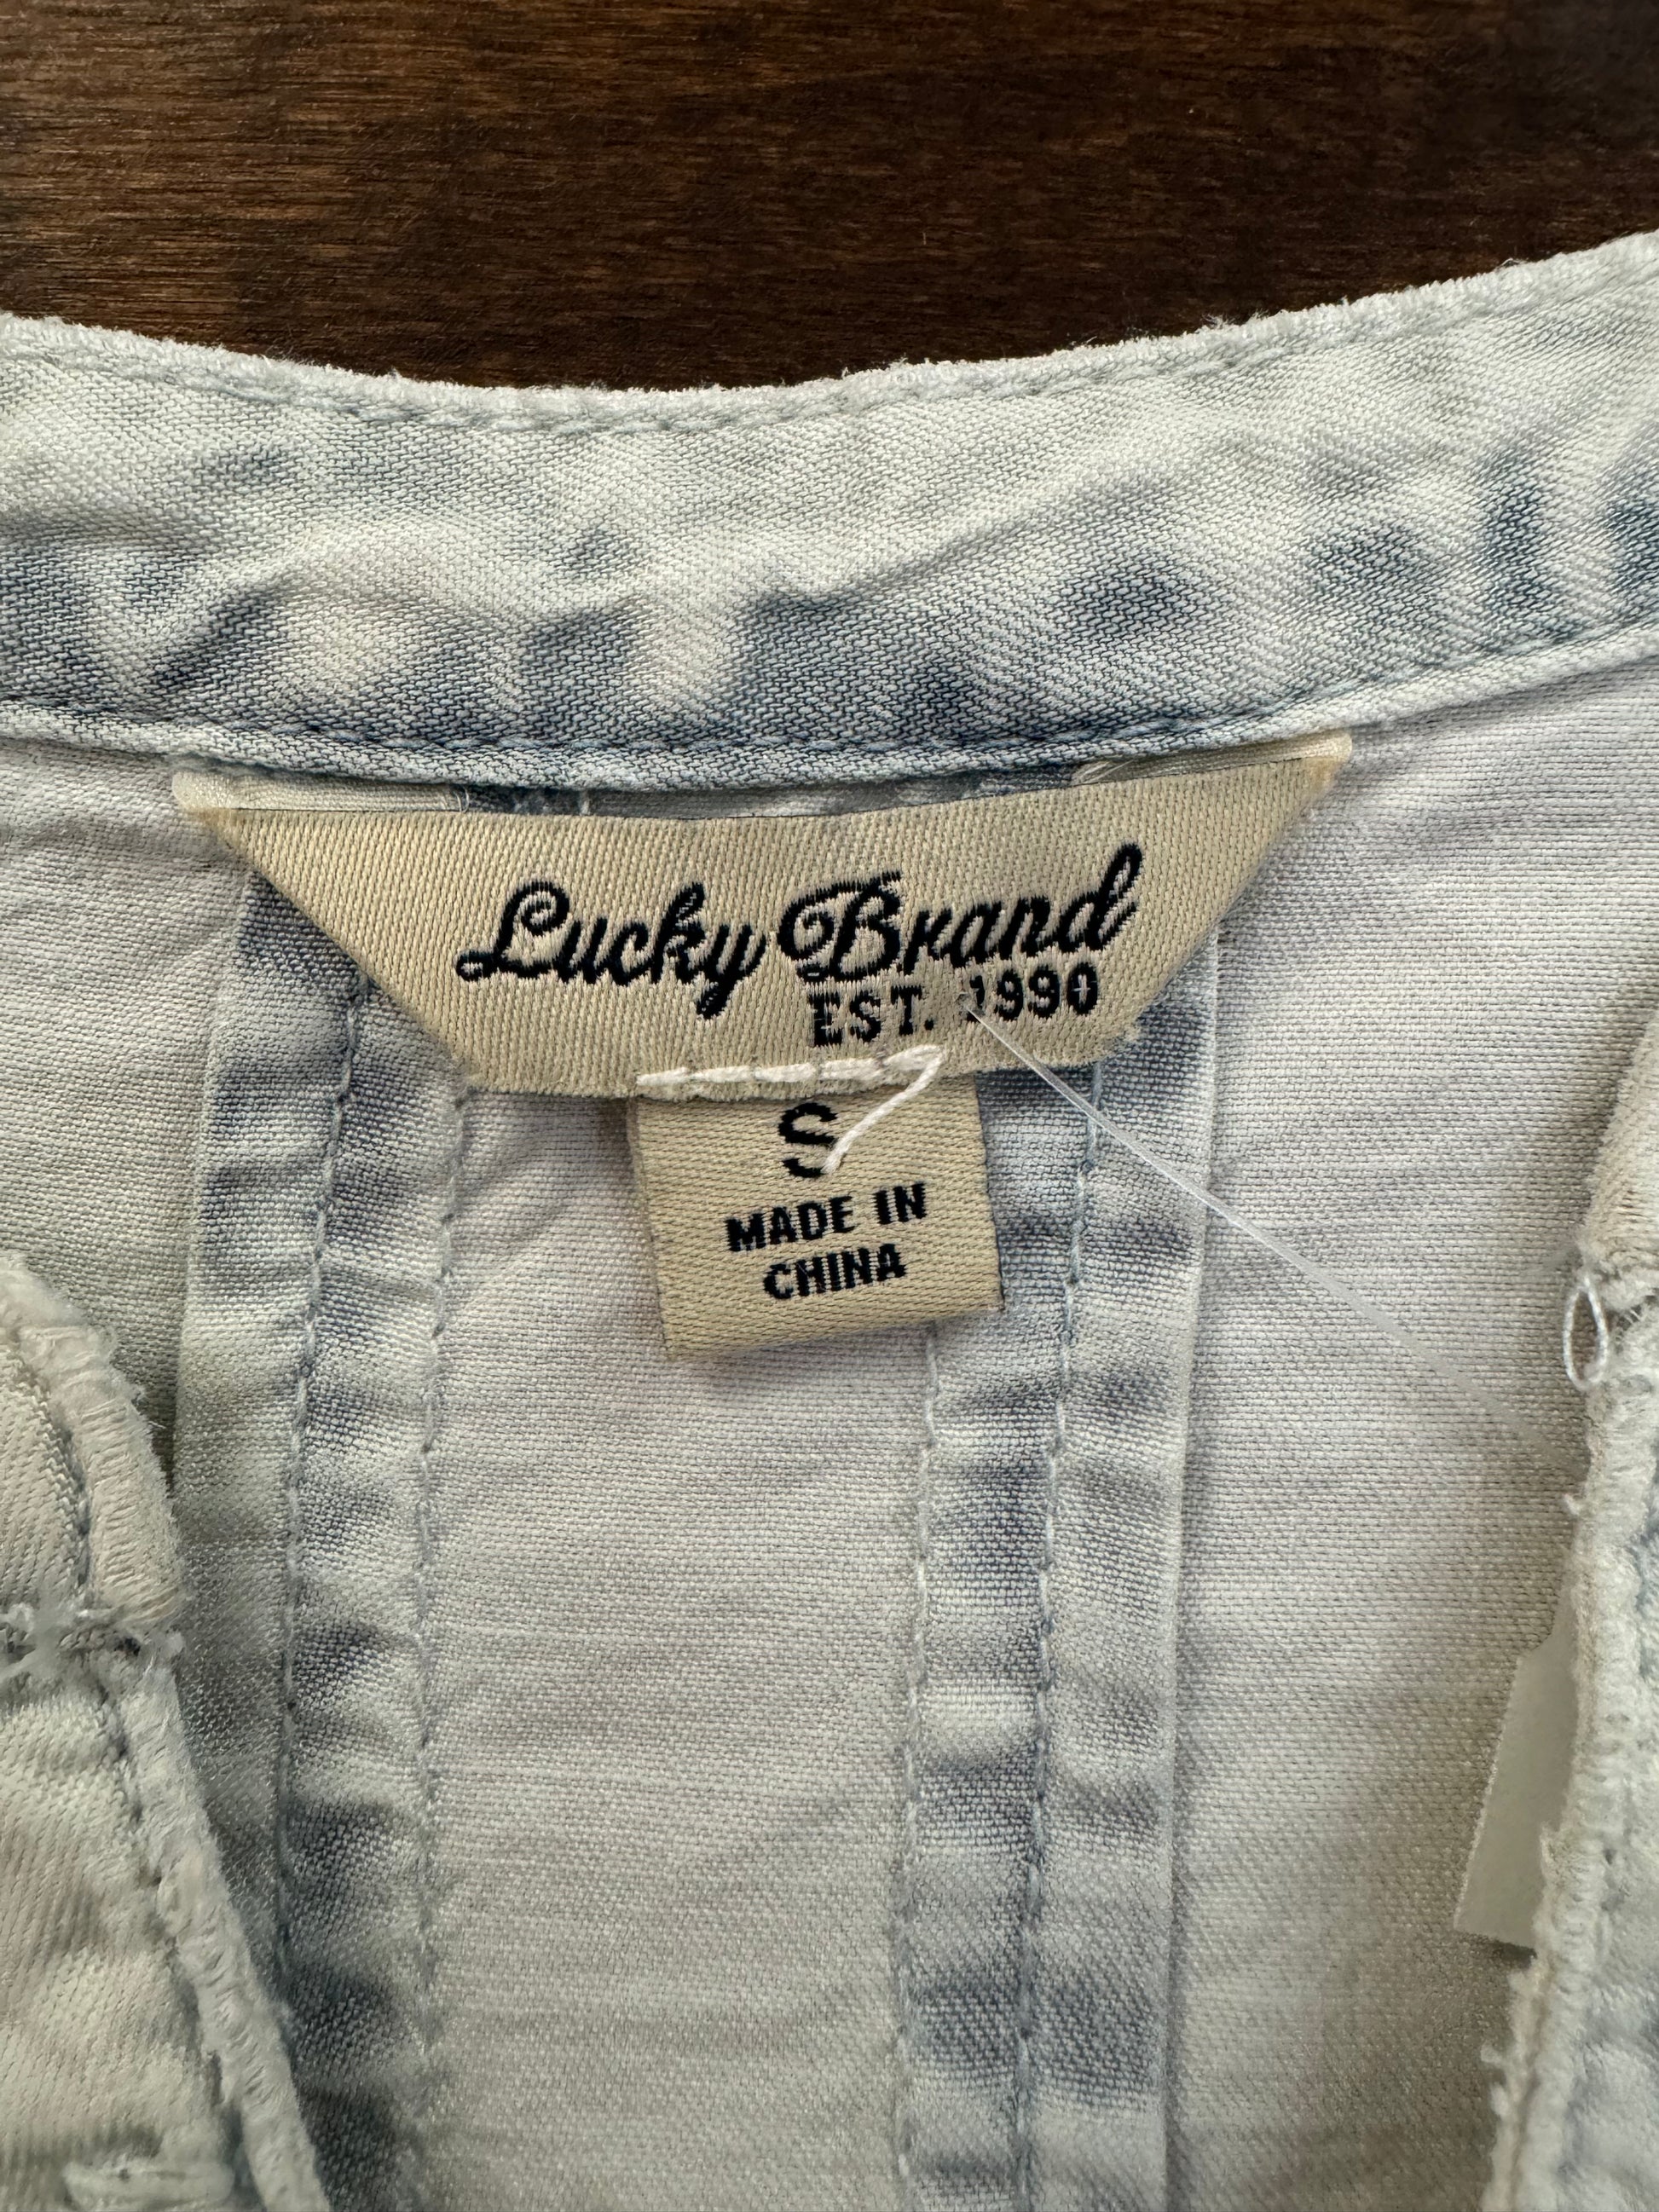 Lucky Brand
EST. 1990
S
MADE IN
CHINA